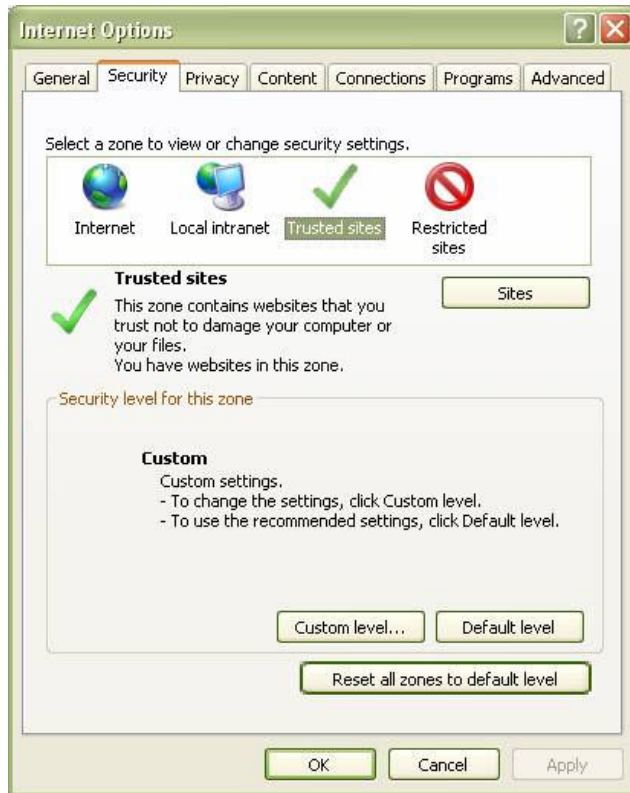 Internet Options
General Security Privacy Content Connections Programs Advanced
Select a zone to view or change security settings.
Internet Local intranet Trusted sites Restricted
sites
Trusted sites
Sites
This zone contains websites that you
trust not to damage your computer or
your files.
You have websites in this zone.
Security level for this zone
Custom
Custom settings.
- To change the settings, click Custom level.
- To use the recommended settings, click Default level.
Custom level... Default level
Reset all zones to default level
OK Cancel Apply